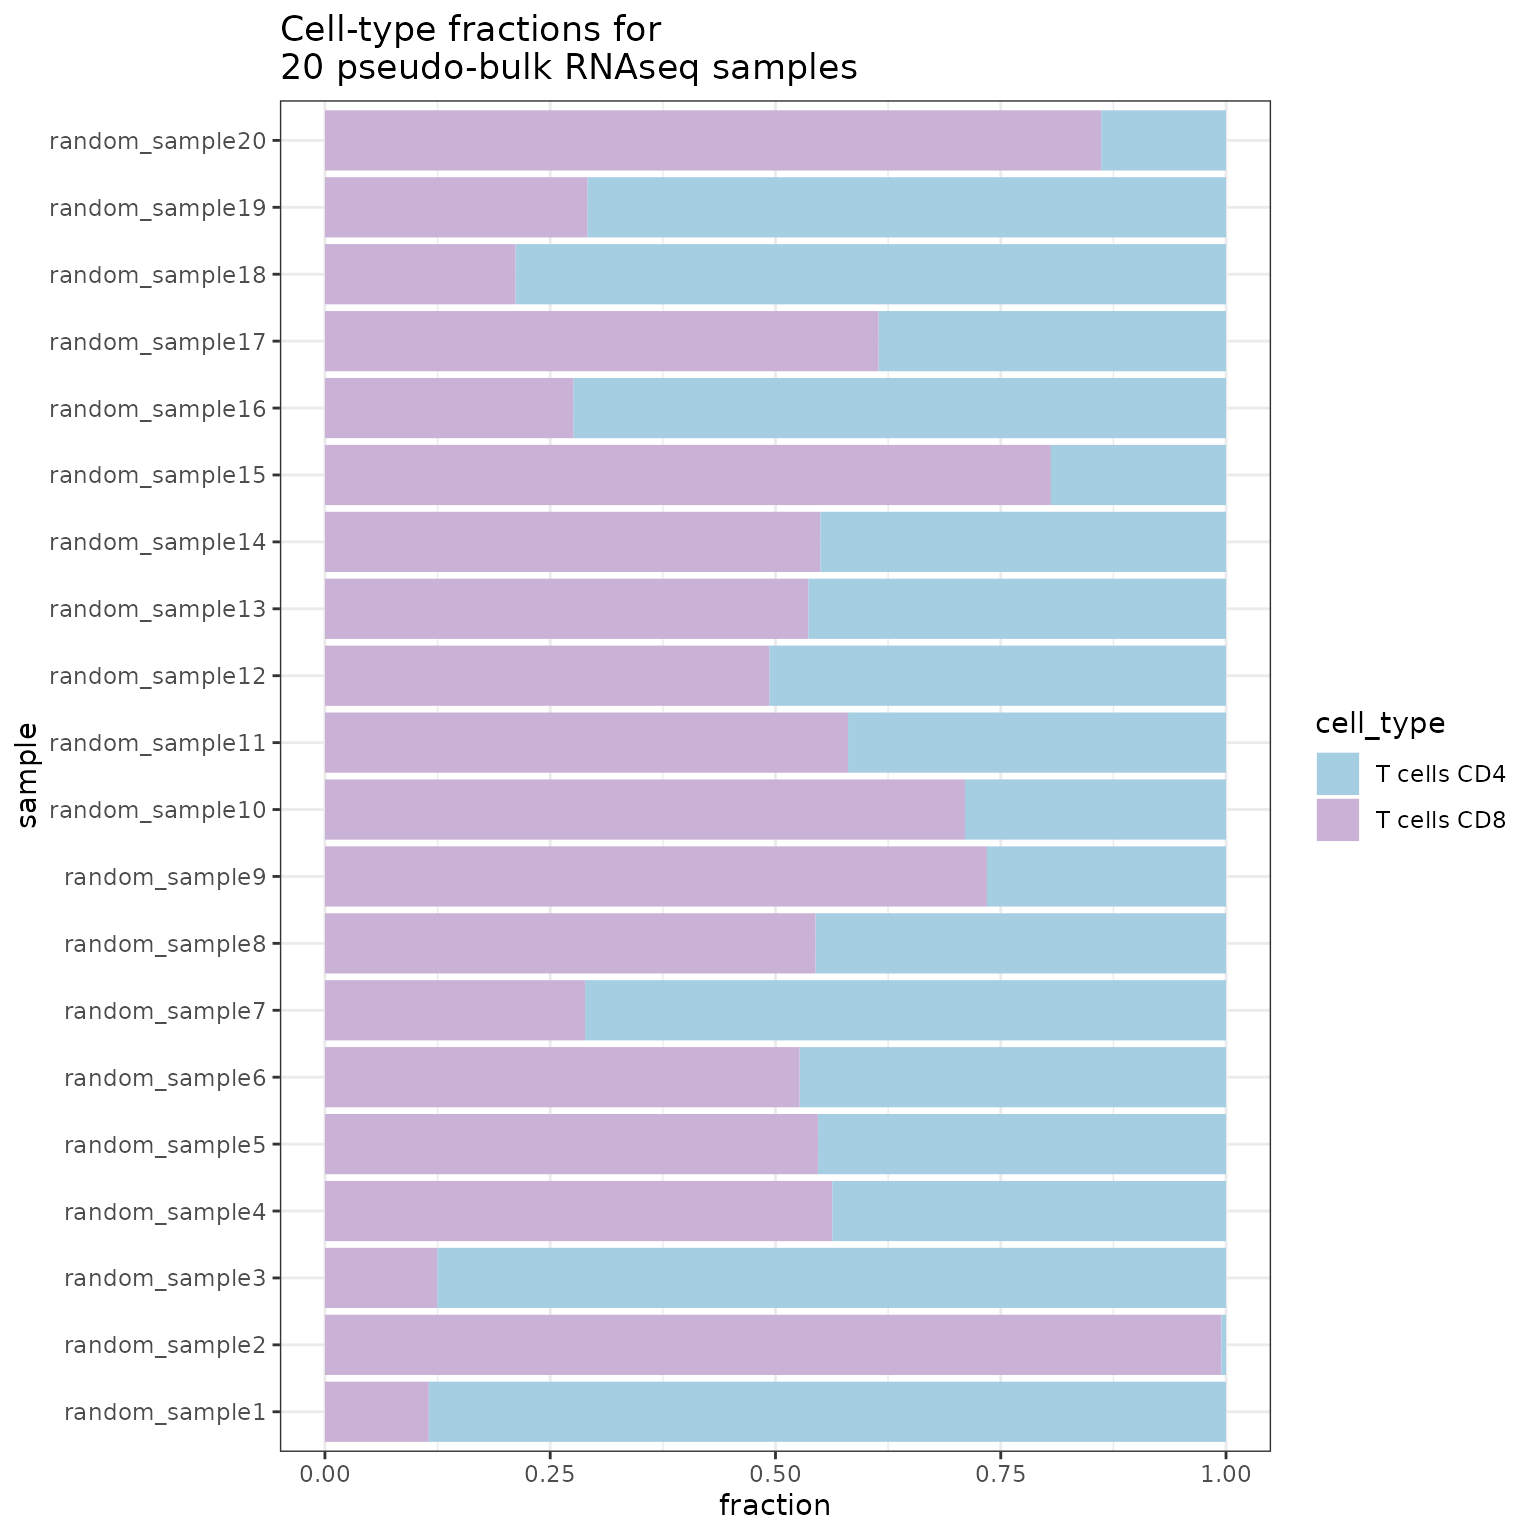 Cell-type fractions for
20 pseudo-bulk RNAseq samples
random_sample20
random_sample19
random_sample18
random_sample17
random_sample16
random_sample15
random_sample14
random_sample13
random_sample12
random_sample11
random_sample10
random_sample9
random_sample8
random_sample7
random_sample6
random_sample5
random_sample4
random_sample3
random_sample2
random_sample1
sample
0.00 0.25 0.50 0.75 1.00
fraction
cell_type
T cells CD4
T cells CD8